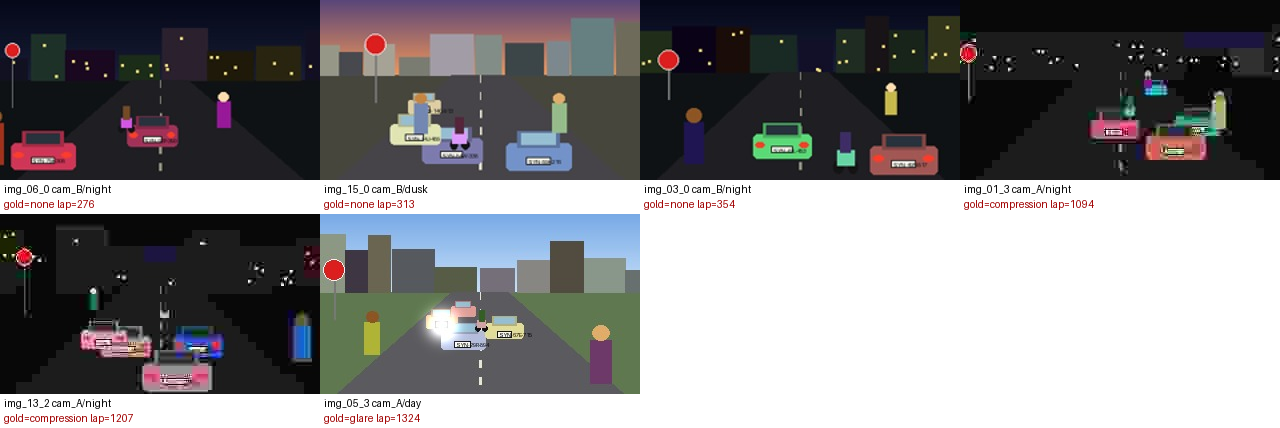 img_06_0 cam_B/night
gold=none lap=276
img_15_0 cam_B/dusk
gold=none lap=313
img_03_0 cam_B/night
gold=none lap=354
img_01_3 cam_A/night
gold=compression lap=1094
img_13_2 cam_A/night
gold=compression lap=1207
img_05_3 cam_A/day
gold=glare lap=1324